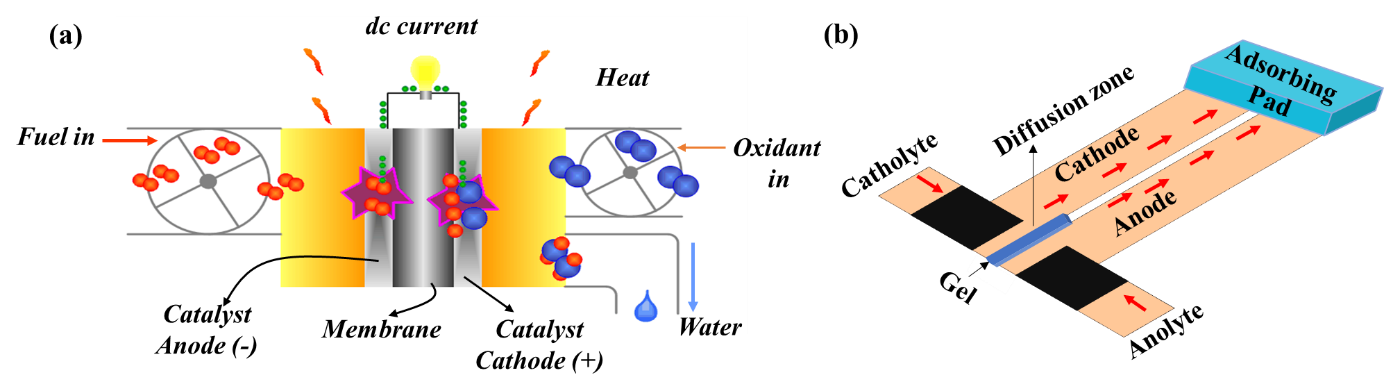 (a)
dc current
Heat
Fuel in
Oxidant
in
Catalyst
Anode (-)
Membrane
Catalyst
Cathode (+)
Water
(b)
Adsorbing
Pad
Diffusion zone
Cathode
Catholyte
Anode
Gel
Anolyte